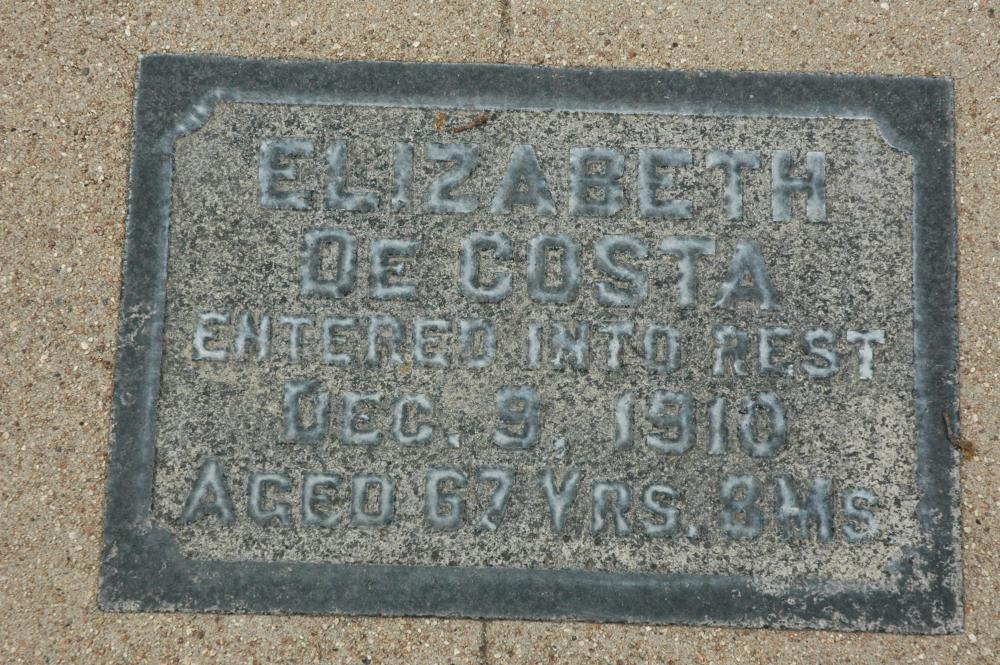 ELIZABETH
DE COSTA
ENTERED INTO REST
DEC. 9, 1910
AGED 67 YRS. 8 MS